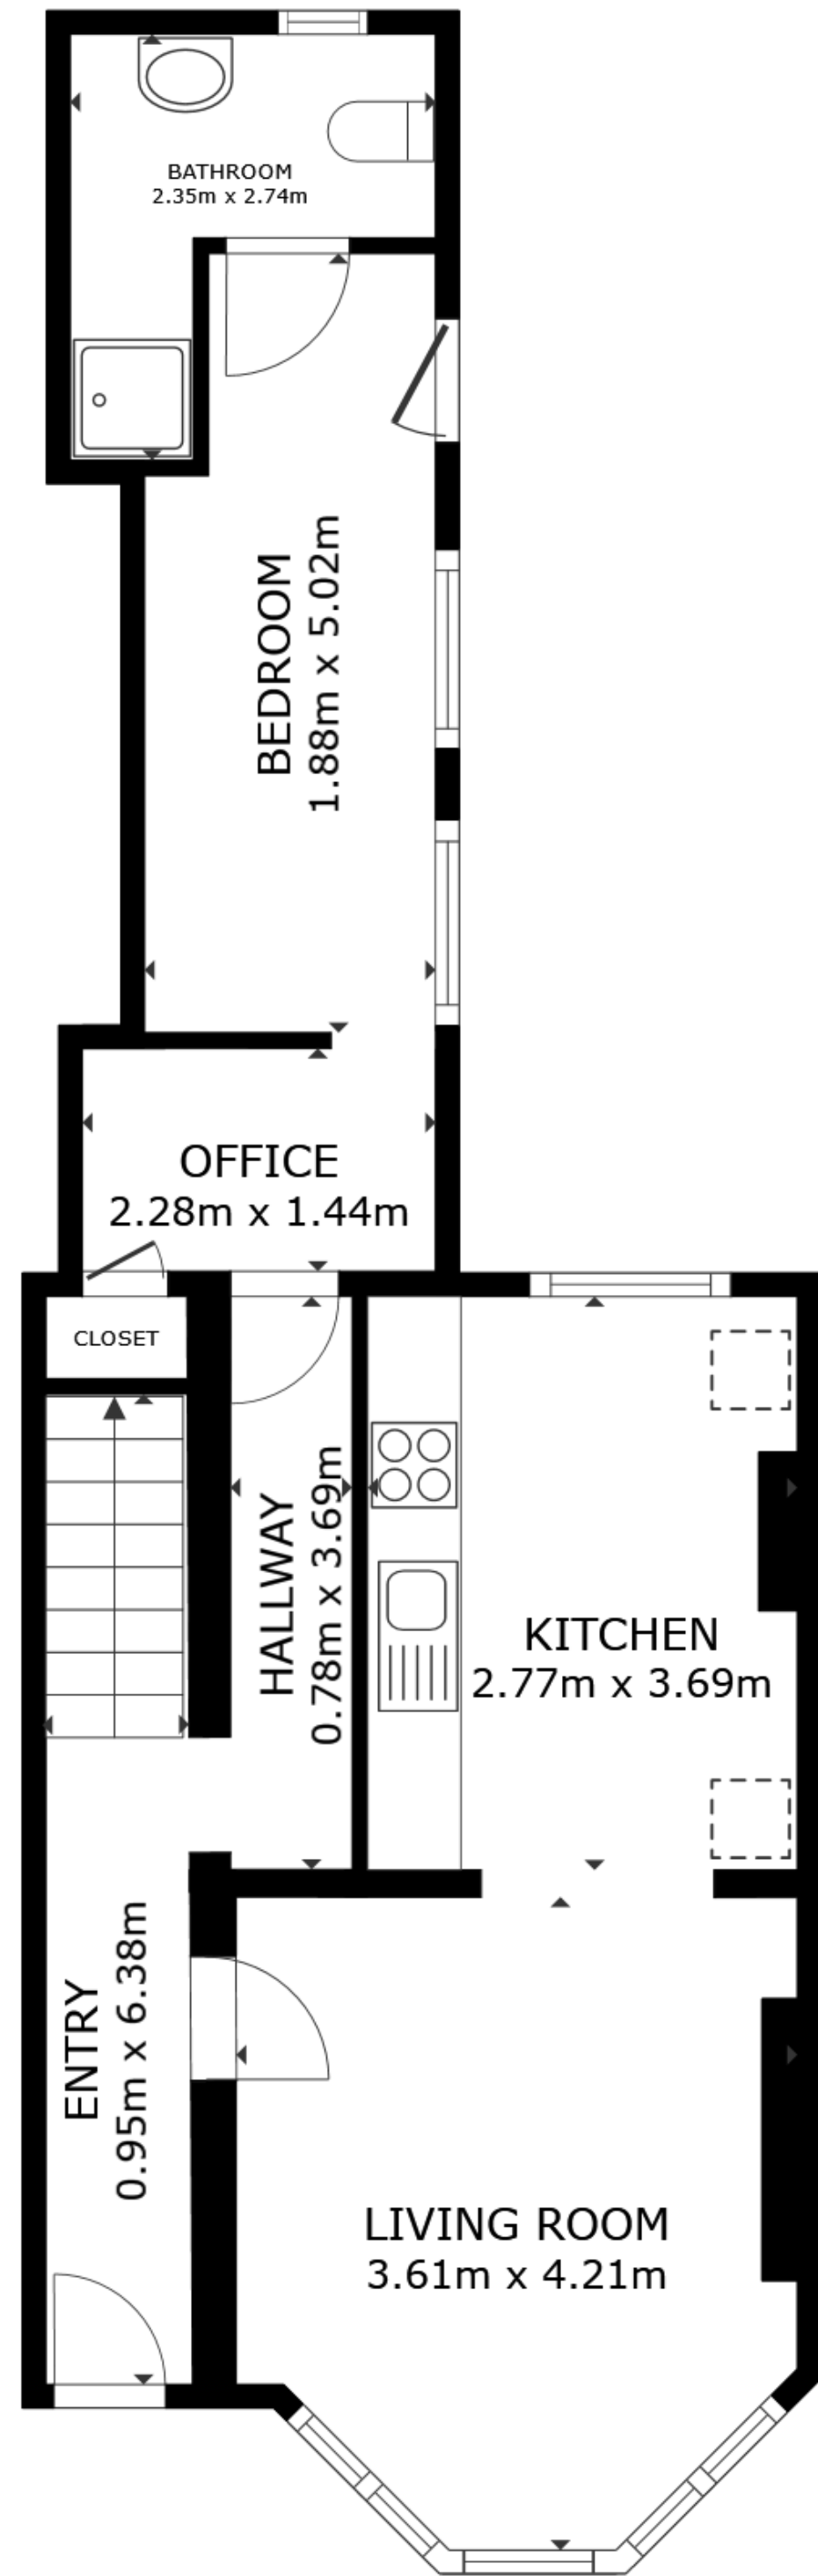 BATHROOM
2.35m x 2.74m
BEDROOM
1.88m x 5.02m
OFFICE
2.28m x 1.44m
CLOSET
HALLWAY
0.78m x 3.69m
KITCHEN
2.77m x 3.69m
ENTRY
0.95m x 6.38m
LIVING ROOM
3.61m x 4.21m